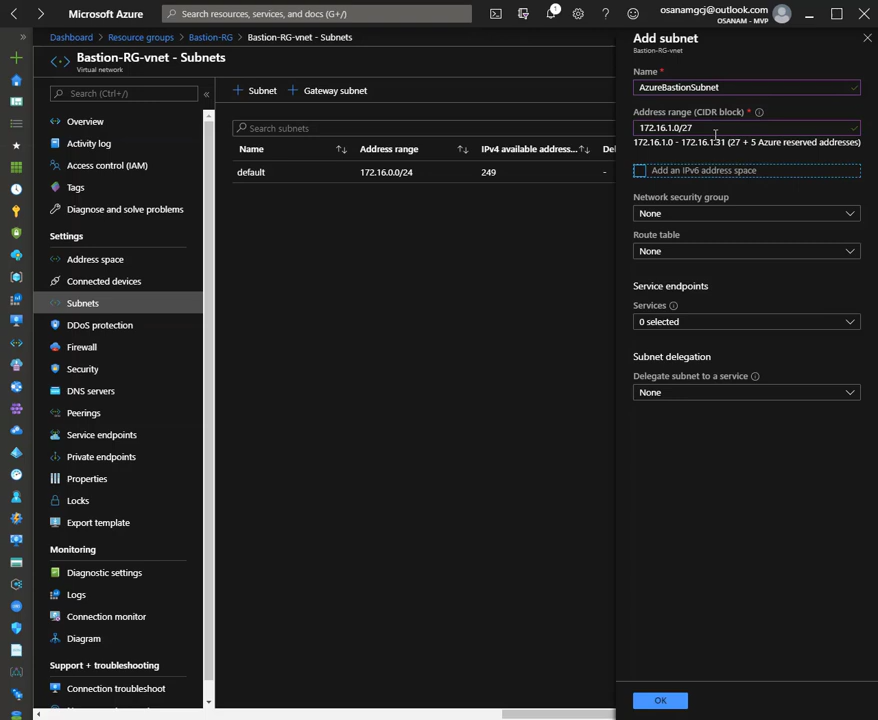 Microsoft Azure
Search resources, services, and docs (G+/)
1
osanamgcj@outlook.com
OSANAM - MVP
Dashboard > Resource groups > Bastion-RG > Bastion-RG-vnet - Subnets
Bastion-RG-vnet - Subnets
Virtual network
Search (Ctrl+/)
Overview
Activity log
Access control (IAM)
Tags
Diagnose and solve problems
Settings
Address space
Connected devices
Subnets
DDoS protection
Firewall
Security
DNS servers
Peerings
Service endpoints
Private endpoints
Properties
Locks
Export template
Monitoring
Diagnostic settings
Logs
Connection monitor
Diagram
Support + troubleshooting
Connection troubleshoot
+ Subnet + Gateway subnet
Search subnets
Name Address range IPv4 available address...
default 172.16.0.0/24 249 -
Add subnet
Bastion-RG-vnet
Name *
AzureBastionSubnet
Address range (CIDR block) *
172.16.1.0/27
172.16.1.0 - 172.16.1.31 (27 + 5 Azure reserved addresses)
Add an IPv6 address space
Network security group
None
Route table
None
Service endpoints
Services
0 selected
Subnet delegation
Delegate subnet to a service
None
OK